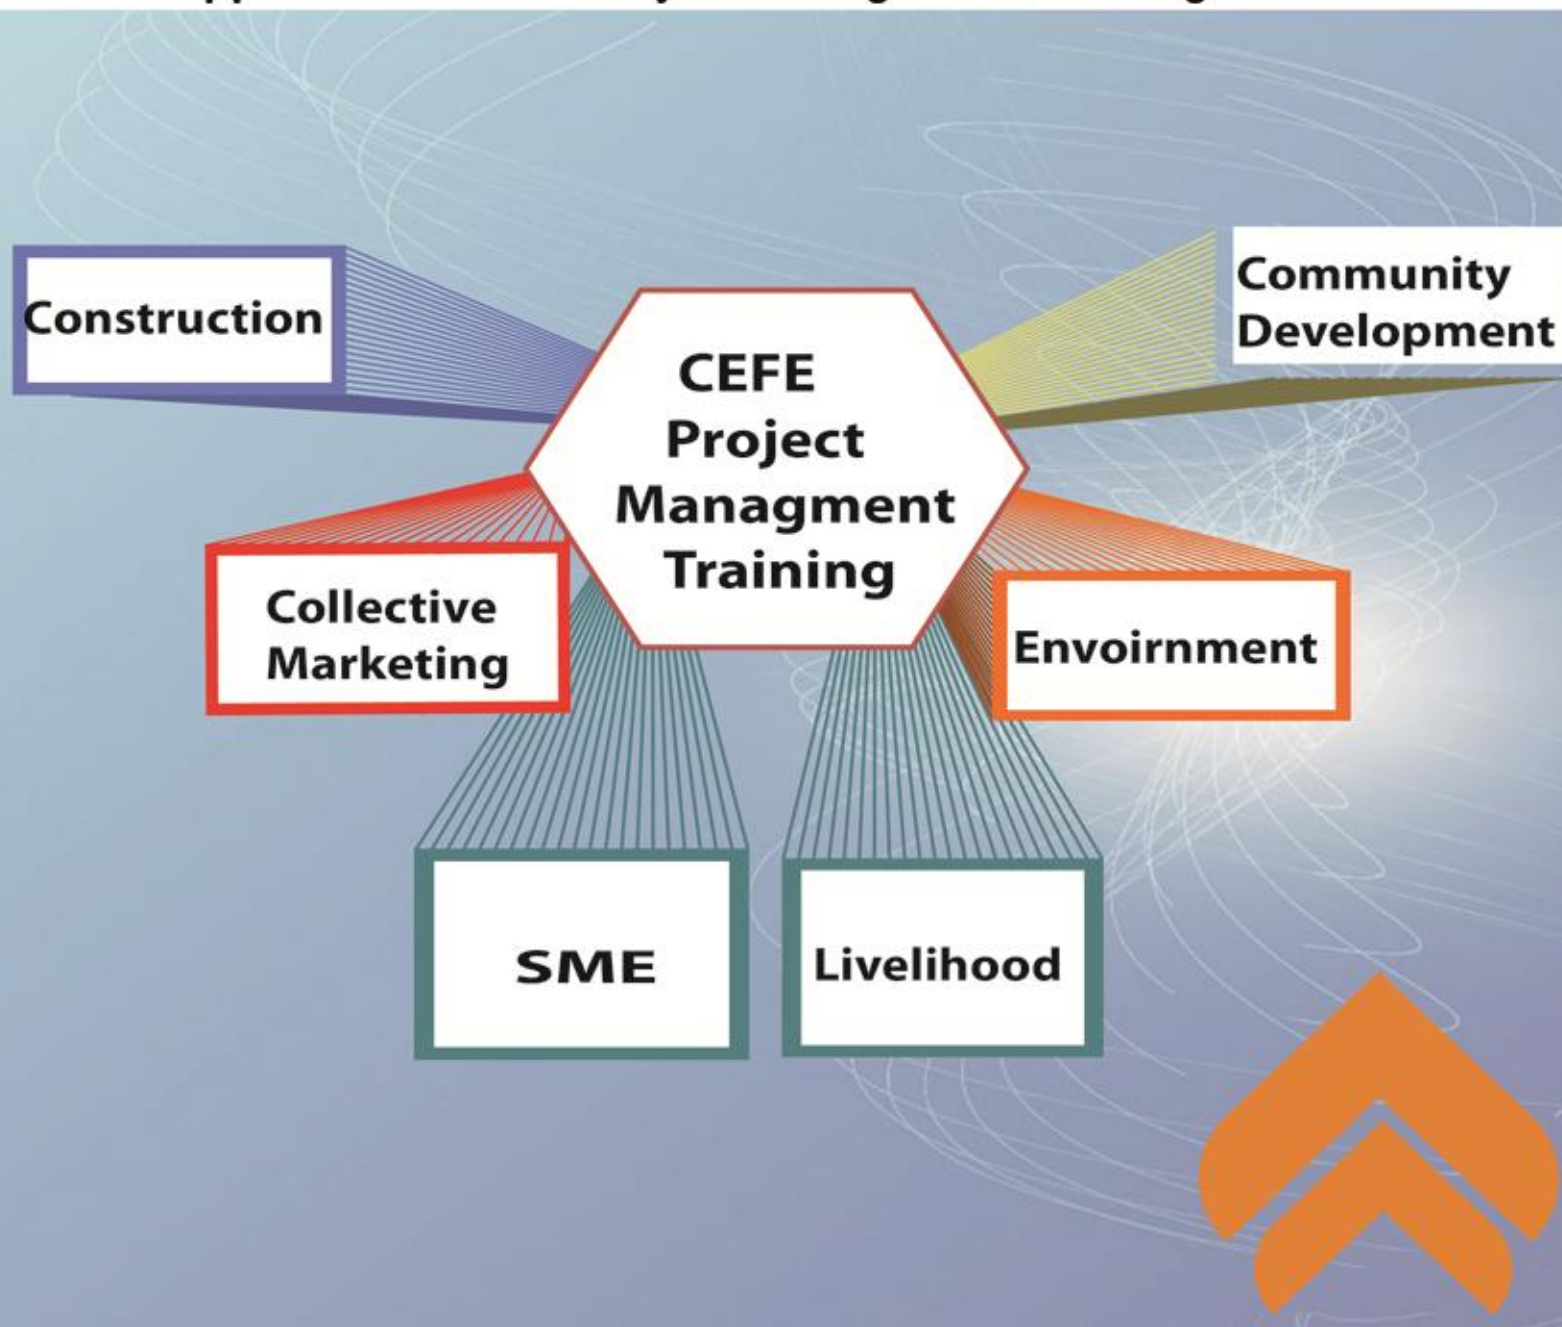 CEFE
Project
Managment
Training
Construction
Community
Development
Collective
Marketing
Envoirnment
SME
Livelihood